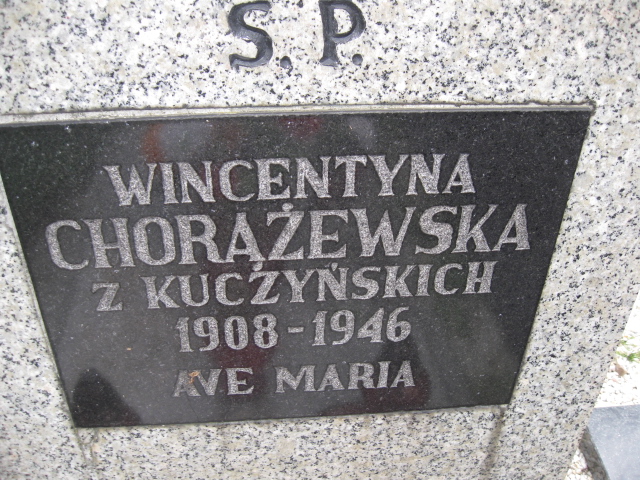 Ś. P.
WINCENTYNA
CHORĄŻEWSKA
Z KUCZYŃSKICH
1908 - 1946
AVE MARIA